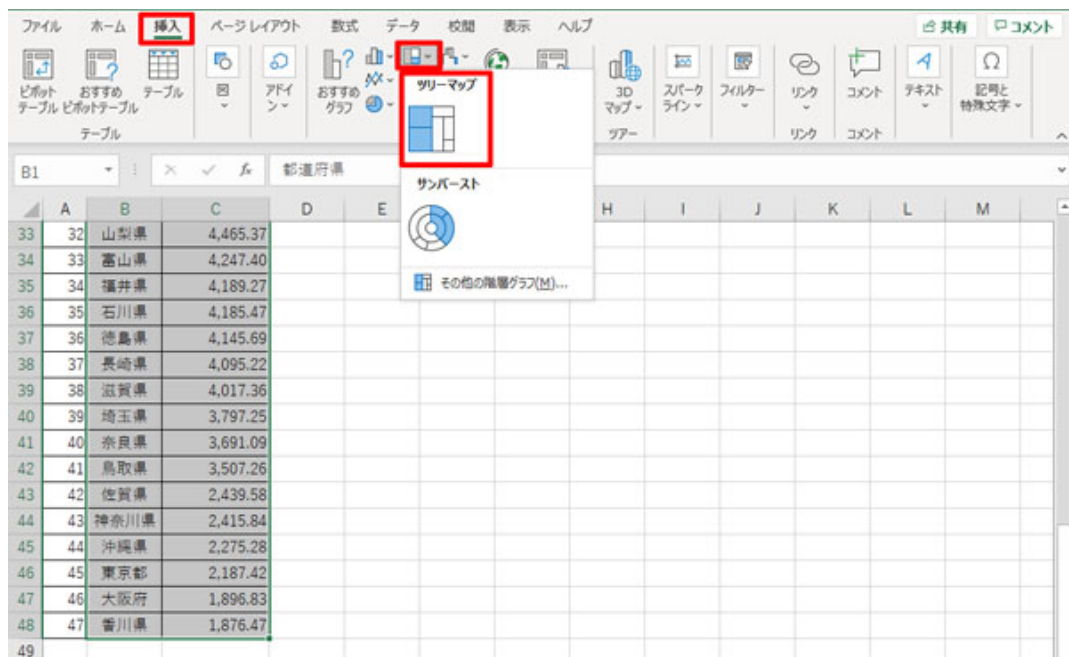 ファイル ホーム 挿入 ページ レイアウト 数式 データ 校閲 表示 ヘルプ 共有 コメント
ピボット
テーブル
おすすめ
ピボットテーブル
テーブル
図
アドイ
ン
おすすめ
グラフ
3D
マップ
スパーク
ライン
フィルター
リンク
コメント
テキスト
記号と
特殊文字
テーブル ツアー リンク コメント
ツリーマップ
サンバースト
その他の階層グラフ(M)...
B1 fx 都道府県
A B C D E H I J K L M
33 32 山梨県 4,465.37
34 33 富山県 4,247.40
35 34 福井県 4,189.27
36 35 石川県 4,185.47
37 36 徳島県 4,145.69
38 37 長崎県 4,095.22
39 38 滋賀県 4,017.36
40 39 埼玉県 3,797.25
41 40 奈良県 3,691.09
42 41 鳥取県 3,507.26
43 42 佐賀県 2,439.58
44 43 神奈川県 2,415.84
45 44 沖縄県 2,275.28
46 45 東京都 2,187.42
47 46 大阪府 1,896.83
48 47 香川県 1,876.47
49